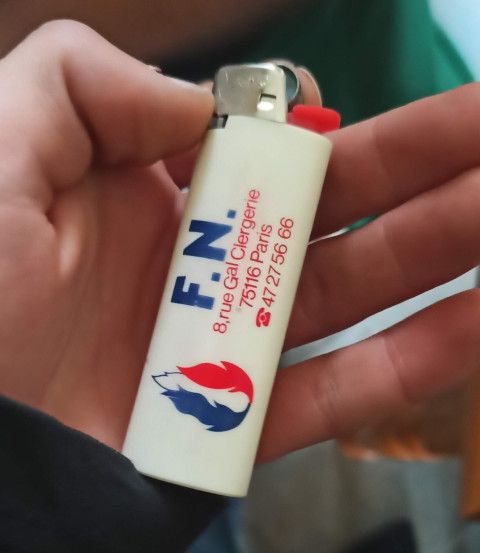 F.N.
8,rue Gal Clergerie
75116 Paris
☎ 47 27 56 66